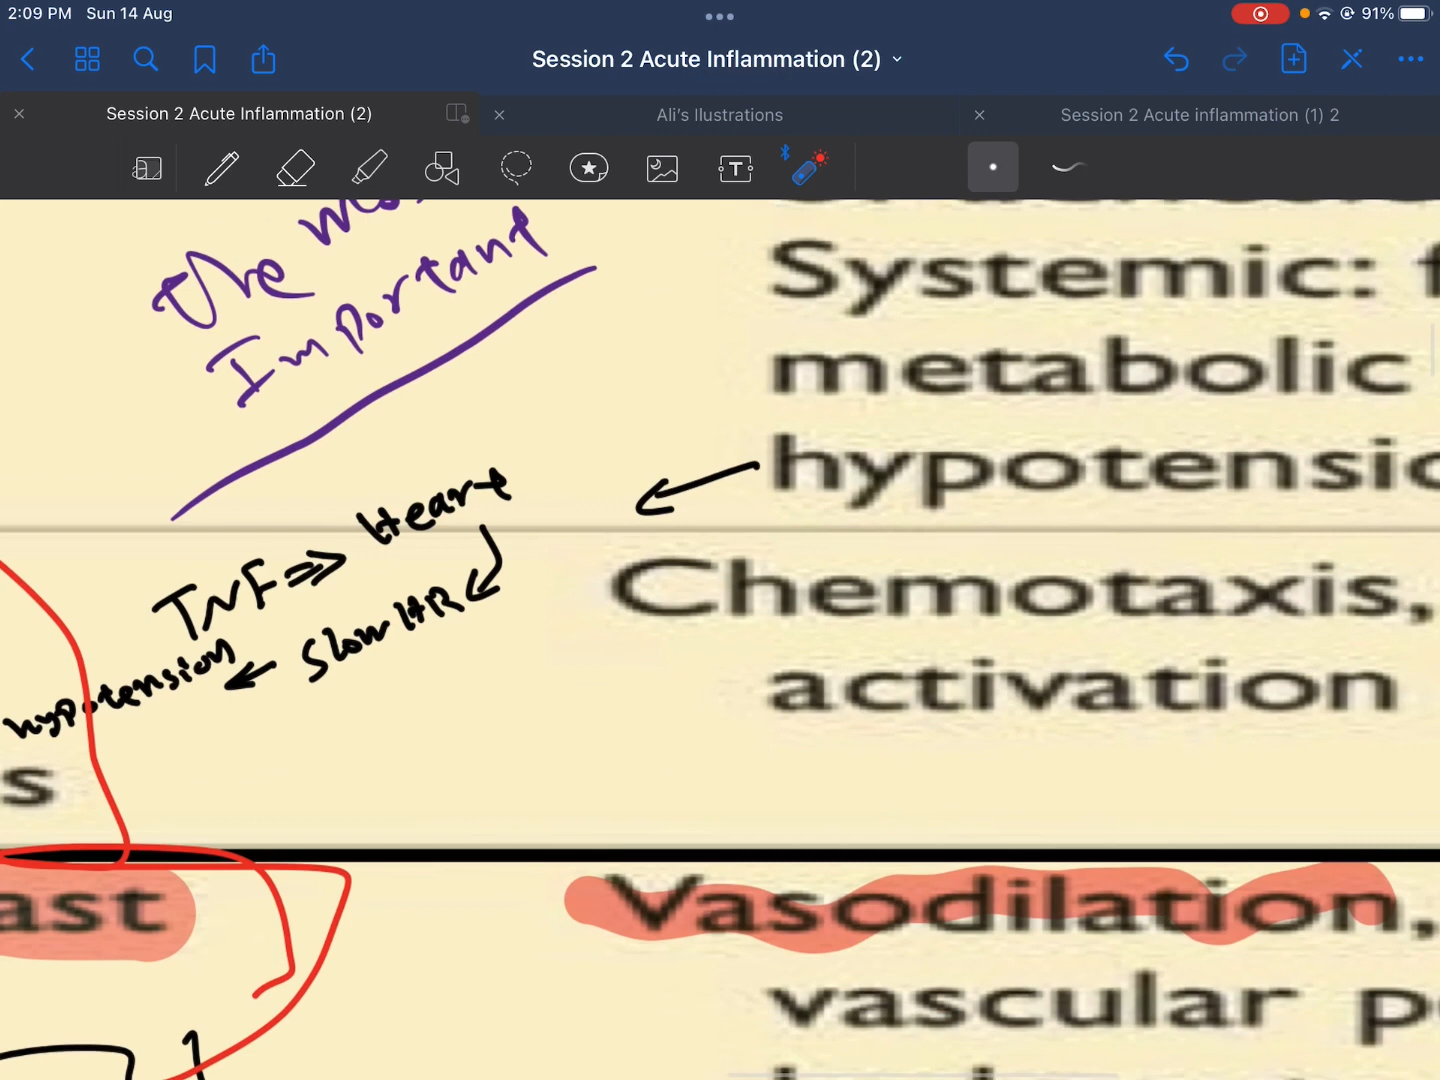 2:09 PM Sun 14 Aug
91%
Session 2 Acute Inflammation (2)
Session 2 Acute Inflammation (2)
Ali's Ilustrations
Session 2 Acute inflammation (1) 2
The
Important
Systemic:
metabolic
TNF ⇒ Heart
Slow HR
hypotension
Chemotaxis,
activation
s
ast
Vasodilation,
vascular